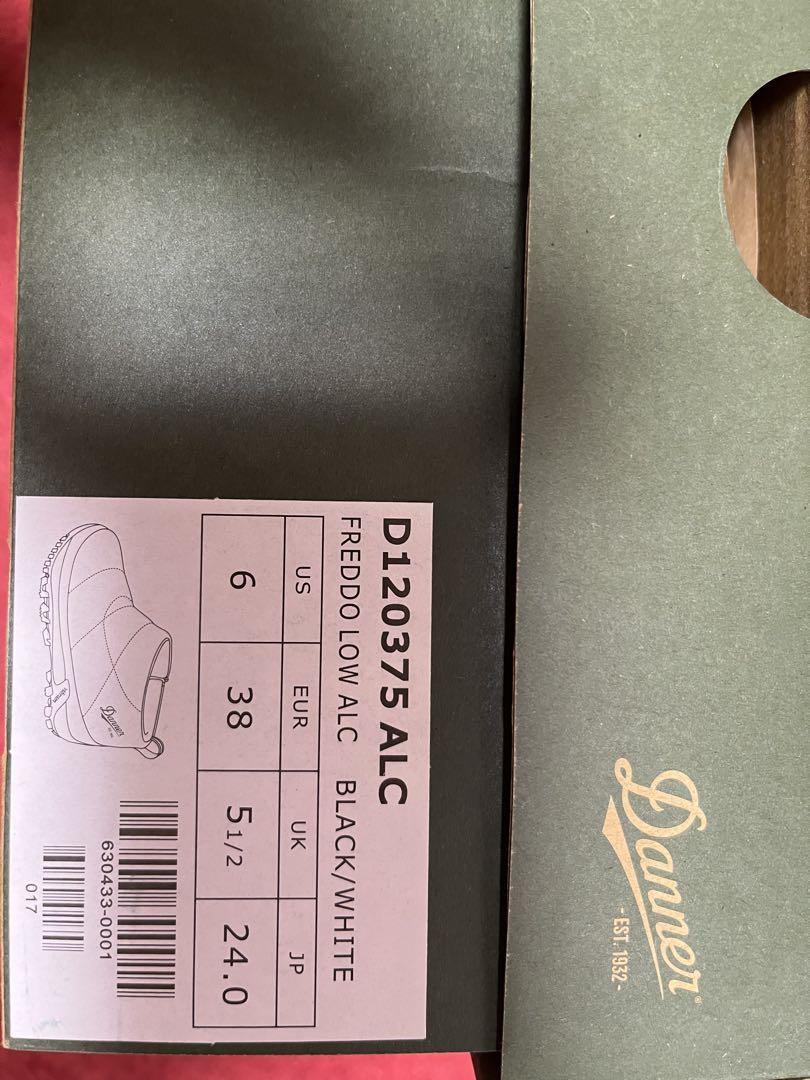 D120375 ALC
FREDDO LOW ALC BLACK/WHITE
US EUR UK JP
6 38 5 1/2 24.0
Danner
vibram
630433-0001
017
Danner®
- EST. 1932 -